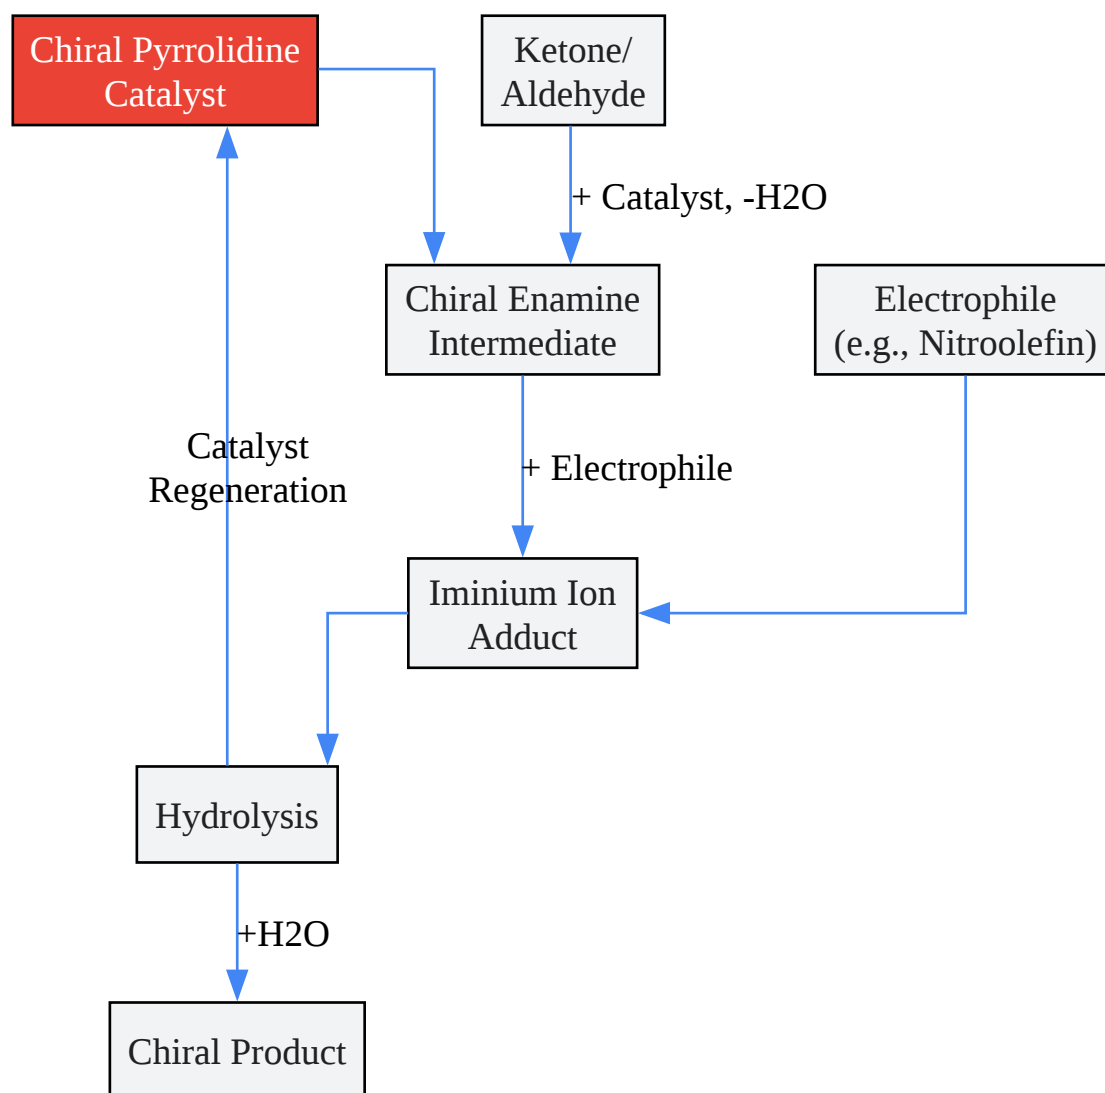 Chiral Pyrrolidine
Catalyst
Ketone/
Aldehyde
+ Catalyst, -H2O
Chiral Enamine
Intermediate
Electrophile
(e.g., Nitroolefin)
Catalyst
Regeneration
+ Electrophile
Iminium Ion
Adduct
Hydrolysis
+H2O
Chiral Product